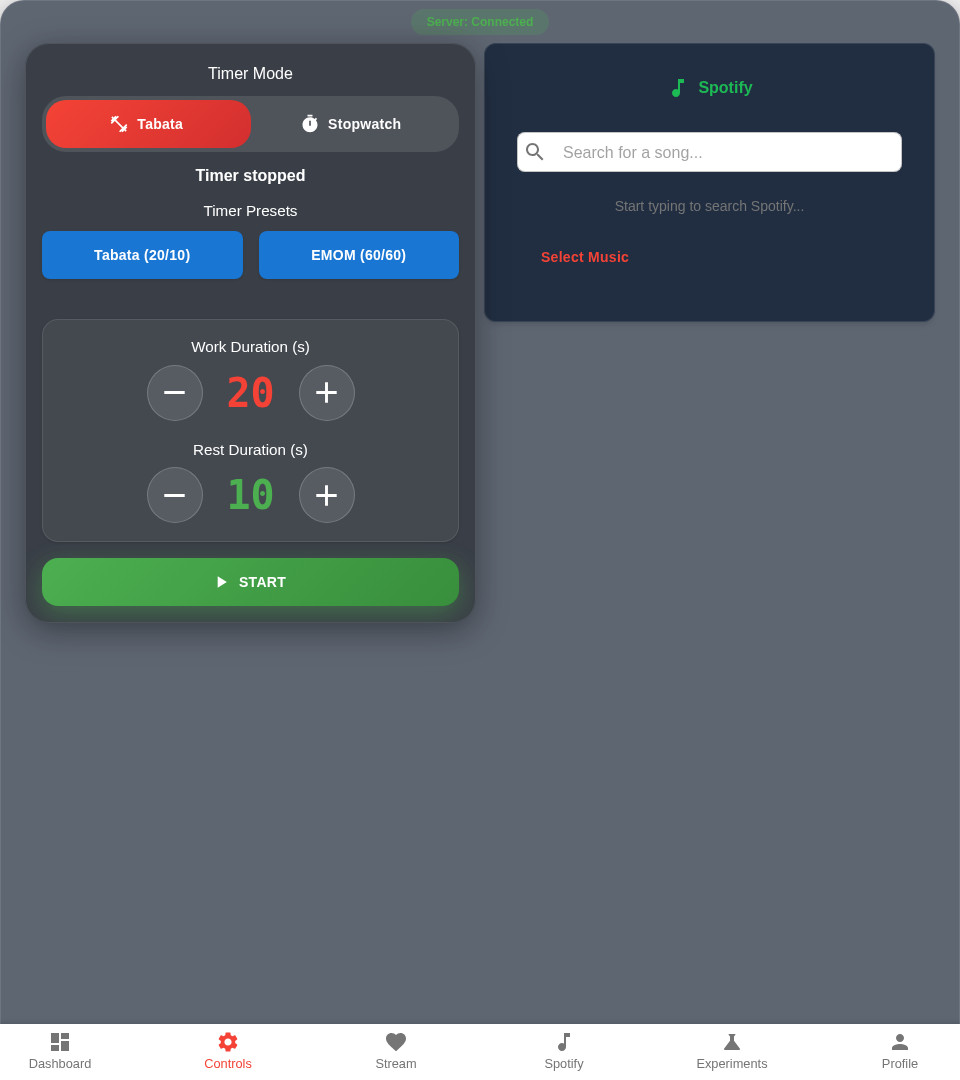 Server: Connected
Timer Mode
Tabata
Stopwatch
Timer stopped
Timer Presets
Tabata (20/10)
EMOM (60/60)
Work Duration (s)
20
Rest Duration (s)
10
START
Spotify
Search for a song...
Start typing to search Spotify...
Select Music
Dashboard
Controls
Stream
Spotify
Experiments
Profile